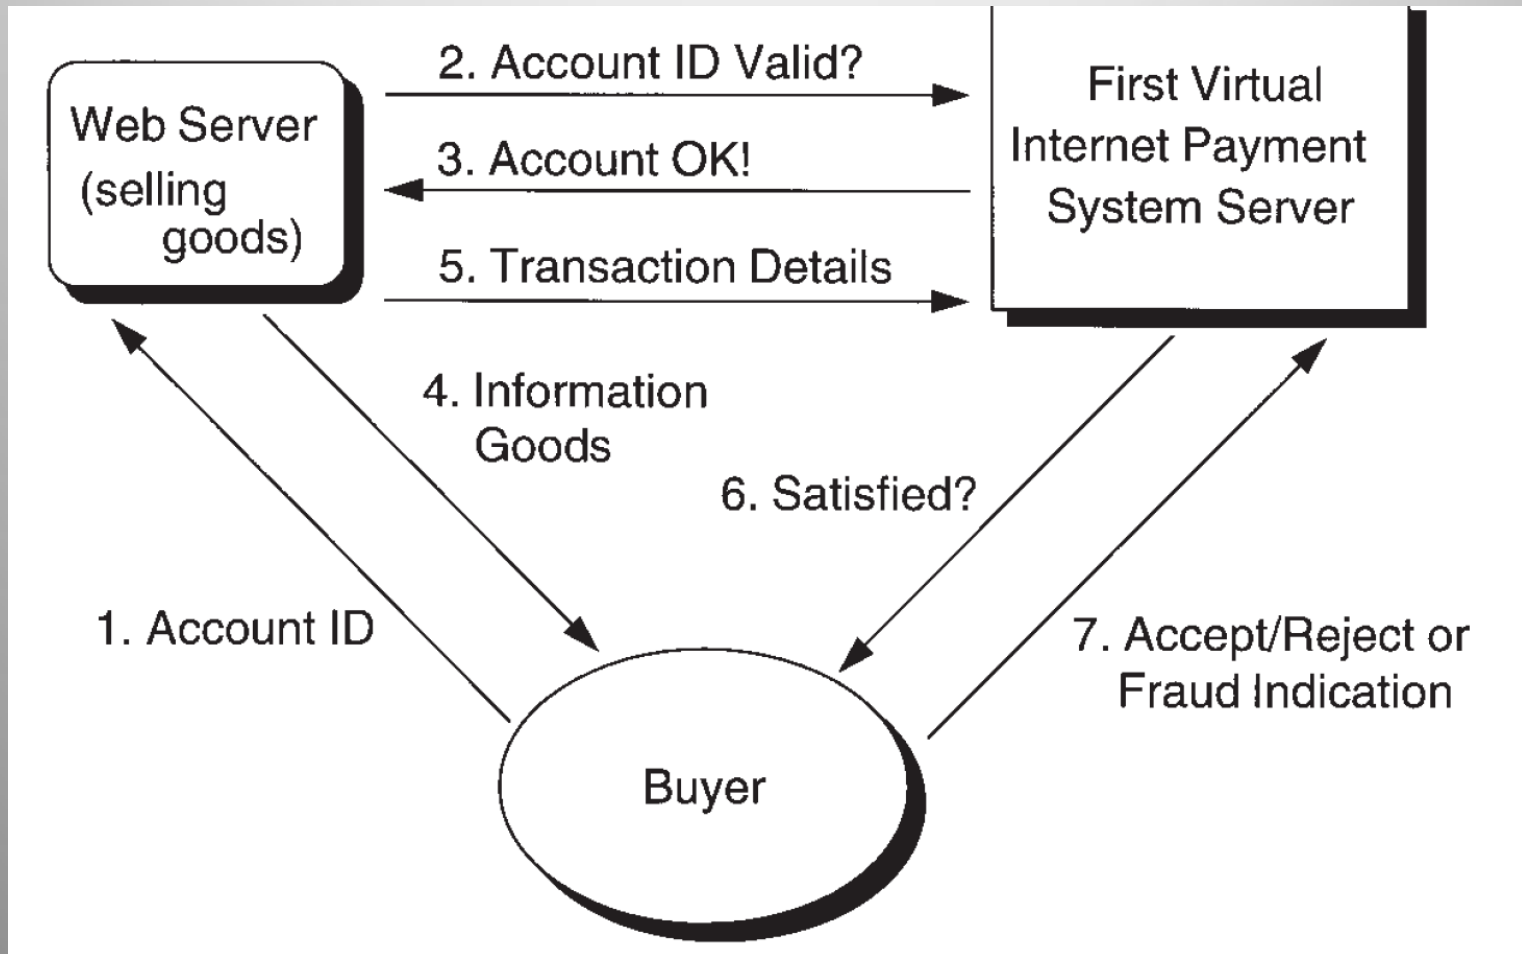 2. Account ID Valid?
First Virtual
Internet Payment
System Server
Web Server
(selling
goods)
3. Account OK!
5. Transaction Details
4. Information
Goods
6. Satisfied?
1. Account ID
7. Accept/Reject or
Fraud Indication
Buyer